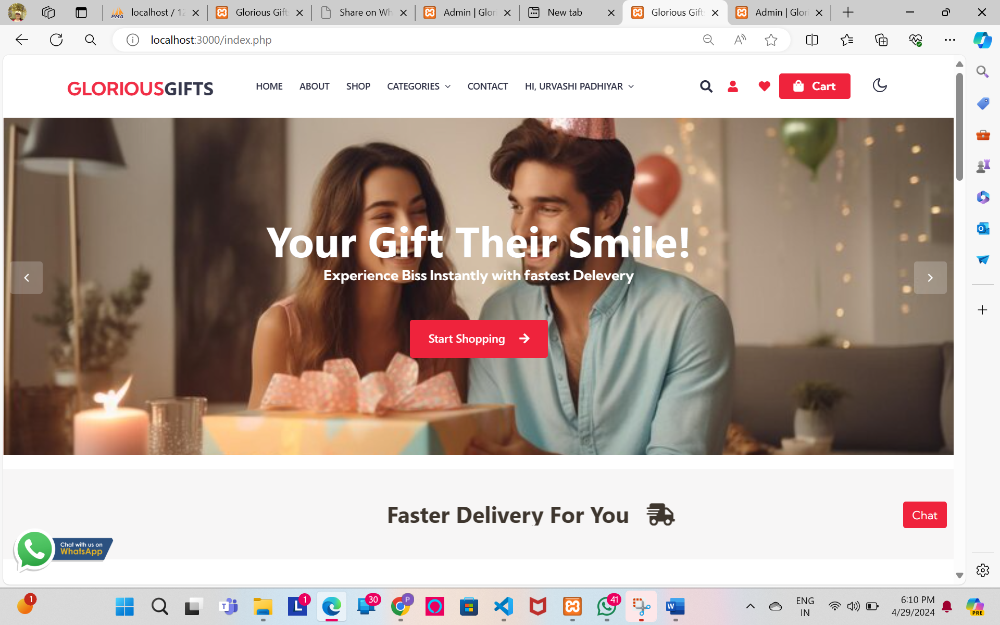 localhost / 12
Glorious Gift
Share on Wh
Admin | Glor
New tab
Glorious Gift
Admin | Glor
localhost:3000/index.php
GLORIOUSGIFTS
HOME
ABOUT
SHOP
CATEGORIES
CONTACT
HI, URVASHI PADHIYAR
Cart
Your Gift Their Smile!
Experience Biss Instantly with fastest Delevery
Start Shopping
Faster Delivery For You
Chat
Chat with us on
WhatsApp
1
1
30
P
41
ENG
IN
6:10 PM
4/29/2024
PRE